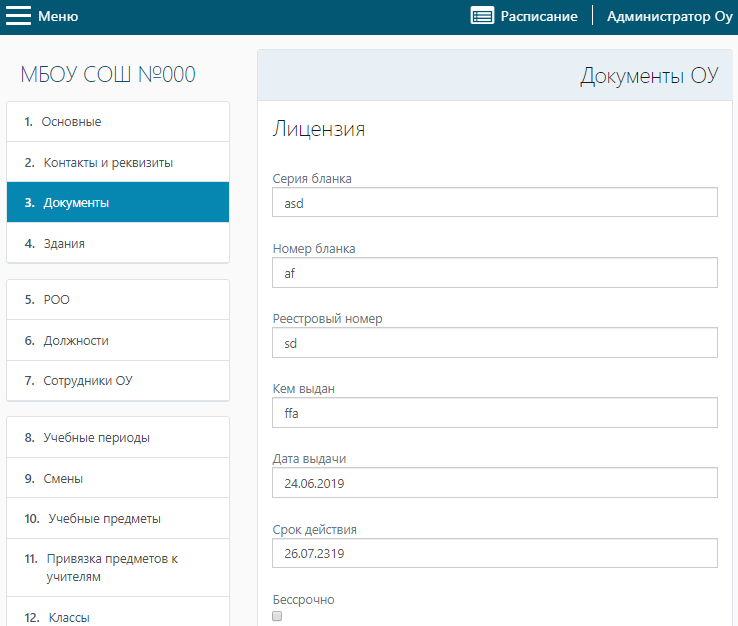 Меню
Расписание
Администратор Оу
МБОУ СОШ №000
1. Основные
2. Контакты и реквизиты
3. Документы
4. Здания
5. РОО
6. Должности
7. Сотрудники ОУ
8. Учебные периоды
9. Смены
10. Учебные предметы
11. Привязка предметов к
учителям
12. Классы
Документы ОУ
Лицензия
Серия бланка
asd
Номер бланка
af
Реестровый номер
sd
Кем выдан
ffa
Дата выдачи
24.06.2019
Срок действия
26.07.2319
Бессрочно